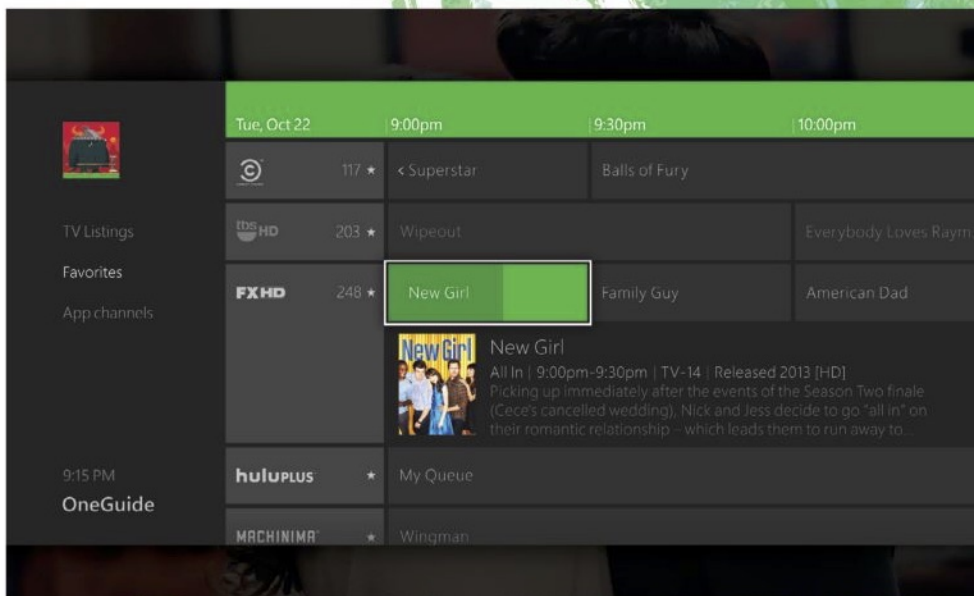 Tue, Oct 22 9:00pm 9:30pm 10:00pm
117 ★ < Superstar Balls of Fury
TV Listings
tbs HD 203 ★ Wipeout Everybody Loves Raym
Favorites
FX HD 248 ★ New Girl Family Guy American Dad
App channels
New Girl
New Girl
All In | 9:00pm-9:30pm | TV-14 | Released 2013 [HD]
Picking up immediately after the events of the Season Two finale
(Cece's cancelled wedding), Nick and Jess decide to go "all in" on
their romantic relationship – which leads them to run away to...
9:15 PM
huluPLUS ★ My Queue
OneGuide
MACHINIMA ★ Wingman